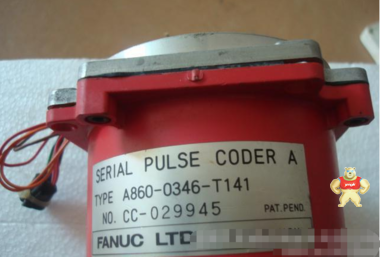 SERIAL PULSE CODER A
TYPE A860-0346-T141
NO. CC-029945 PAT. PEND.
FANUC LTD